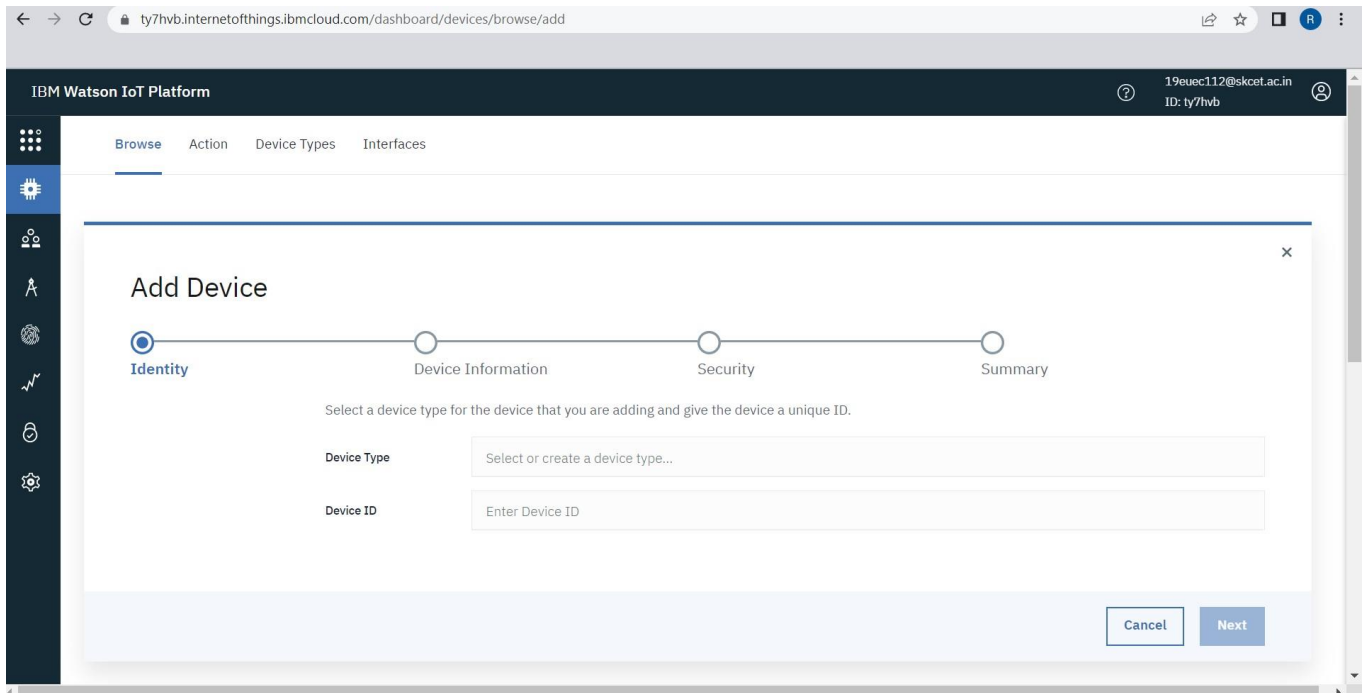 ty7hvb.internetofthings.ibmcloud.com/dashboard/devices/browse/add
R
IBM Watson IoT Platform
19euec112@skcet.ac.in
ID: ty7hvb
Browse Action Device Types Interfaces
Add Device
Identity Device Information Security Summary
Select a device type for the device that you are adding and give the device a unique ID.
Device Type Select or create a device type...
Device ID Enter Device ID
Cancel Next